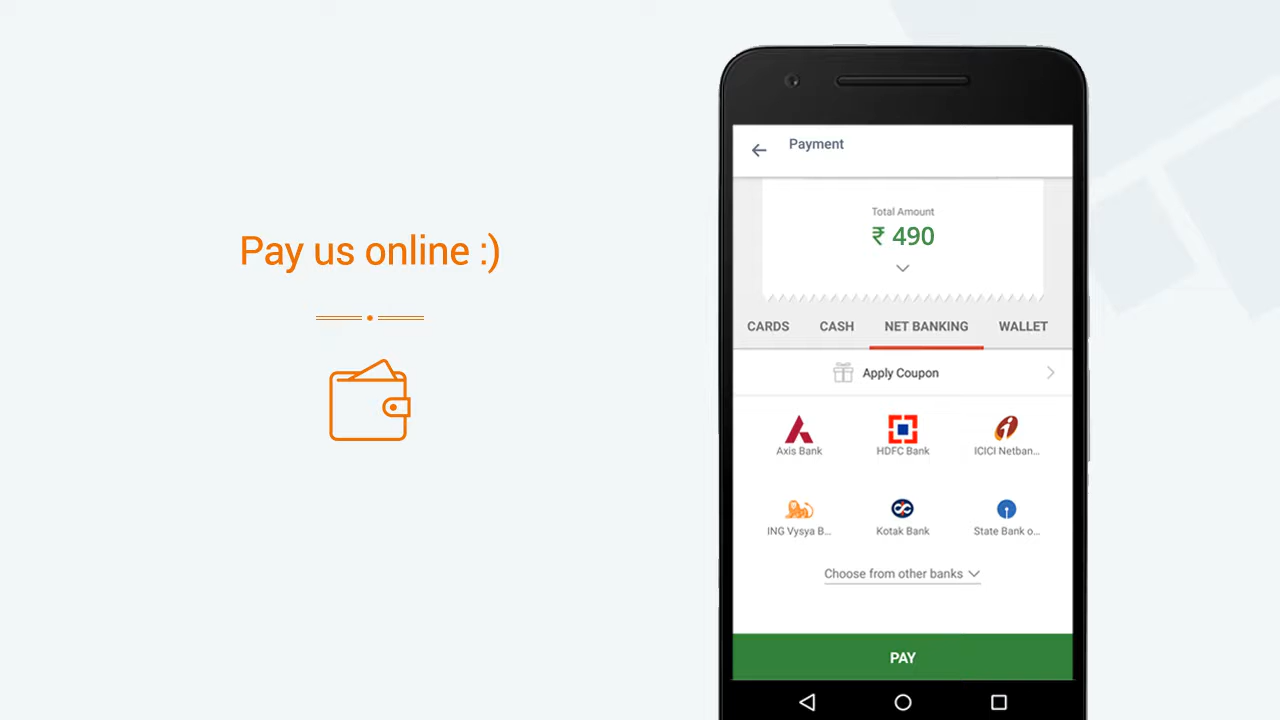 Pay us online :)
Payment
Total Amount
₹ 490
CARDS CASH NET BANKING WALLET
Apply Coupon
Axis Bank HDFC Bank ICICI Netban...
ING Vysya B... Kotak Bank State Bank o...
Choose from other banks
PAY